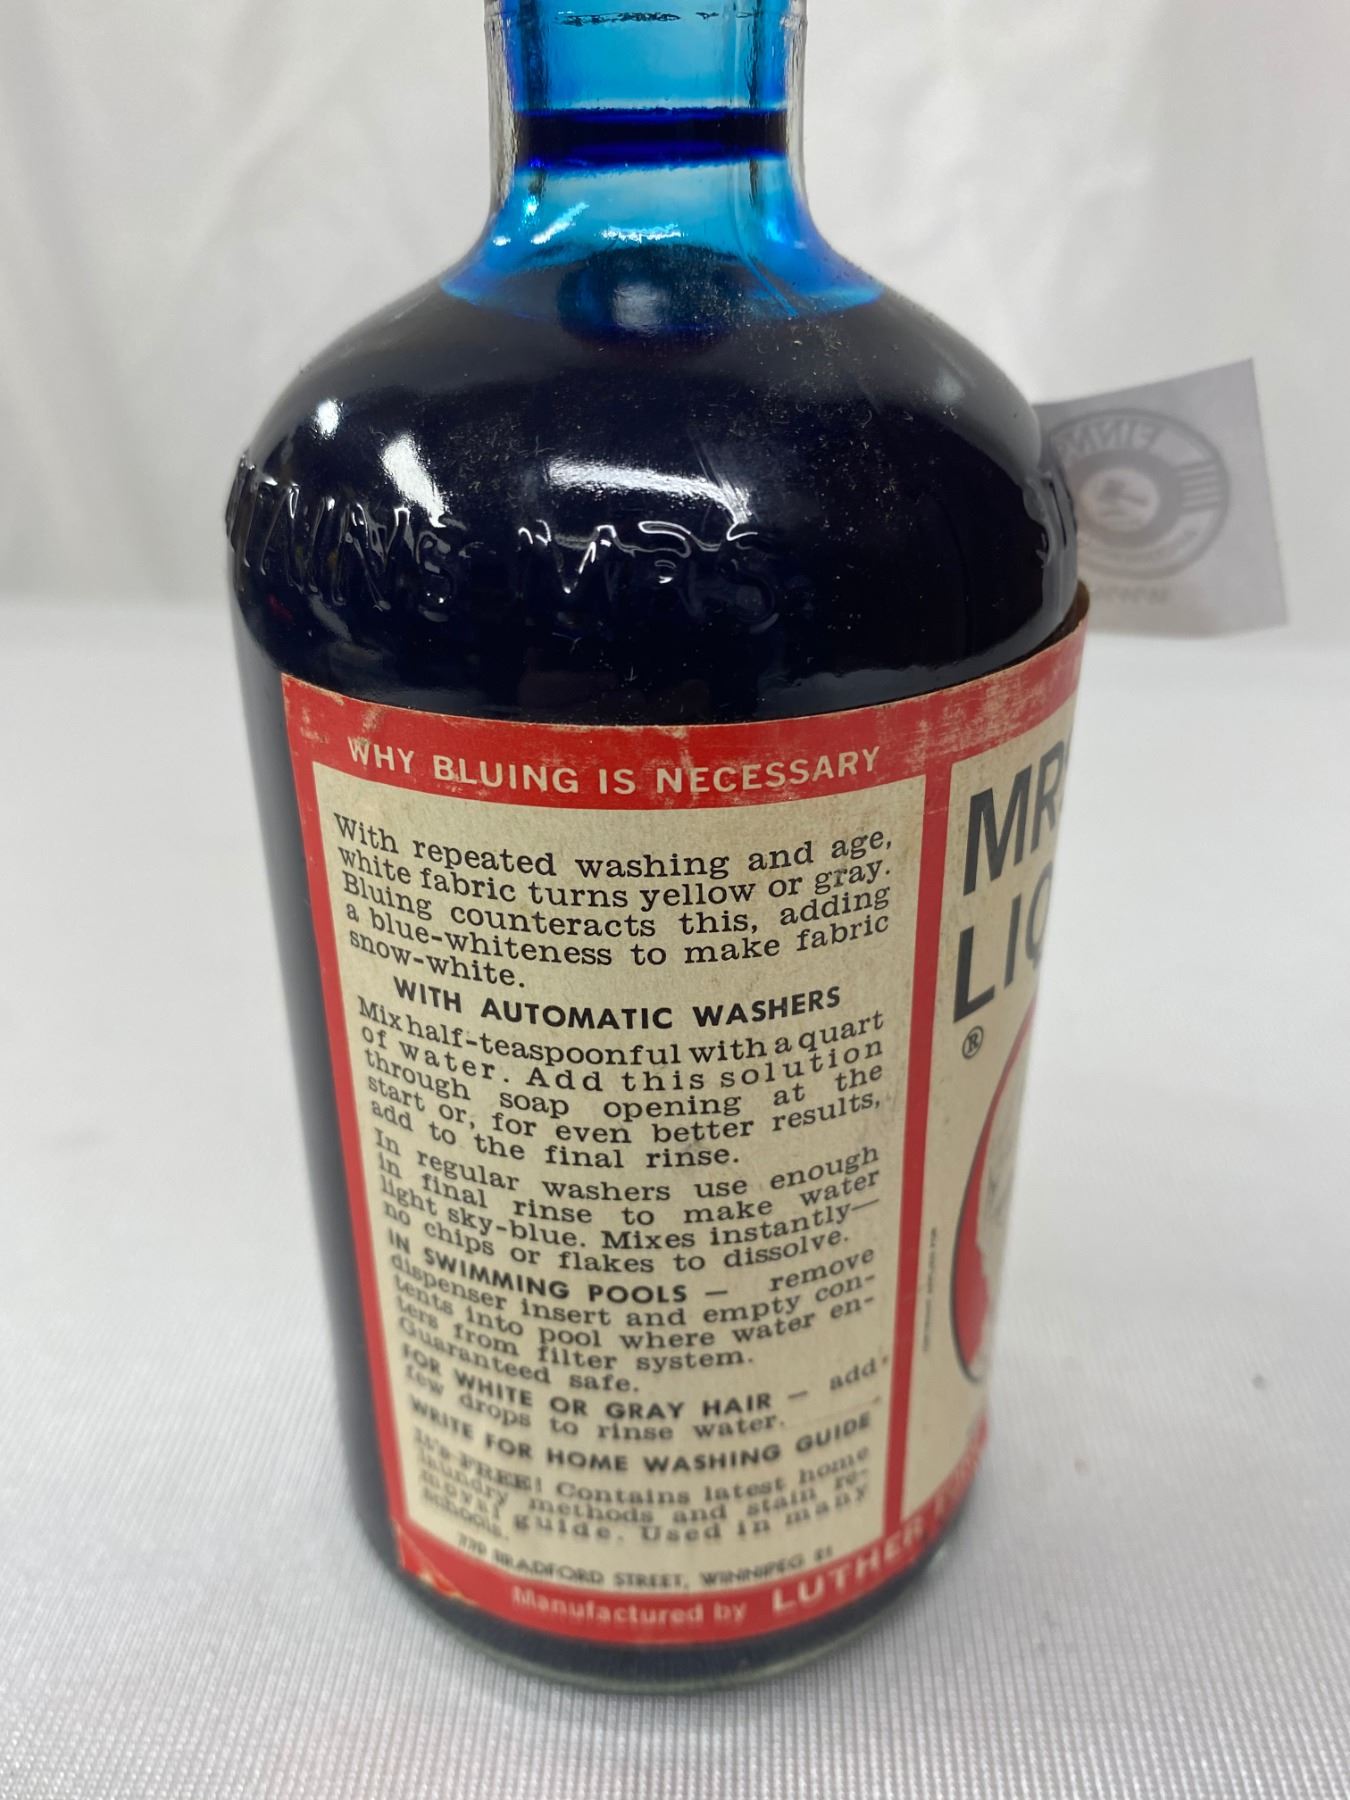 WHY BLUING IS NECESSARY
With repeated washing and age,
white fabric turns yellow or gray.
Bluing counteracts this, adding
a blue-whiteness to make fabric
snow-white.
WITH AUTOMATIC WASHERS
Mix half-teaspoonful with a quart
of water. Add this solution
through soap opening at the
start or, for even better results,
add to the final rinse.
In regular washers use enough
in final rinse to make water
light sky-blue. Mixes instantly—
no chips or flakes to dissolve.
IN SWIMMING POOLS — remove
dispenser insert and empty con-
tents into pool where water en-
ters from filter system.
Guaranteed safe.
FOR WHITE OR GRAY HAIR — add
few drops to rinse water.
WRITE FOR HOME WASHING GUIDE
It's FREE! Contains latest home
laundry methods and stain re-
moval guide. Used in many
schools.
BRADFORD STREET, WINNIPEG 21
Manufactured by LUTHER
MRS
LIQ
®